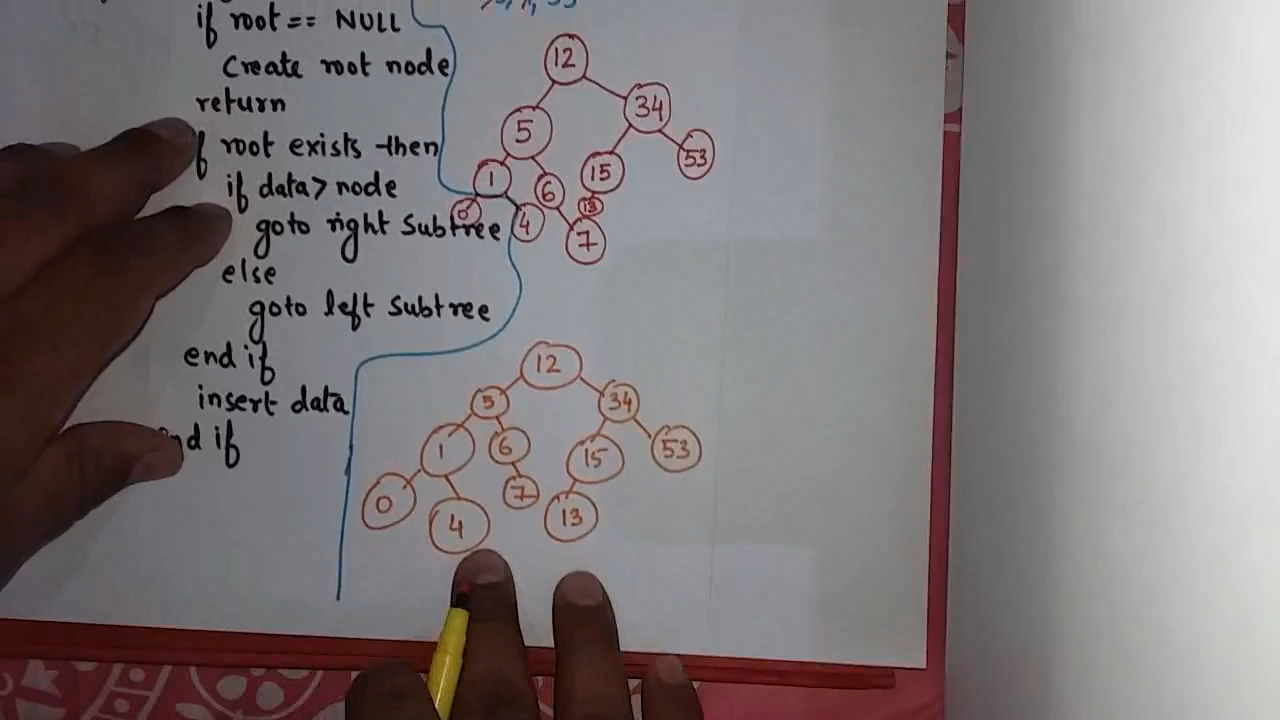 if root == NULL
Create root node
return
if root exists then
if data > node
goto right Subtree
else
goto left Subtree
end if
insert data
end if
12
34
5
53
15
1
6
13
0
4
7
12
5
34
1
6
15
53
0
7
4
13